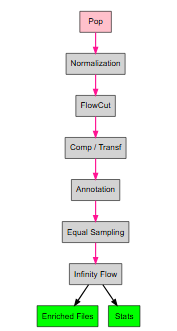 Pop
Normalization
FlowCut
Comp / Transf
Annotation
Equal Sampling
Infinity Flow
Enriched Files
Stats